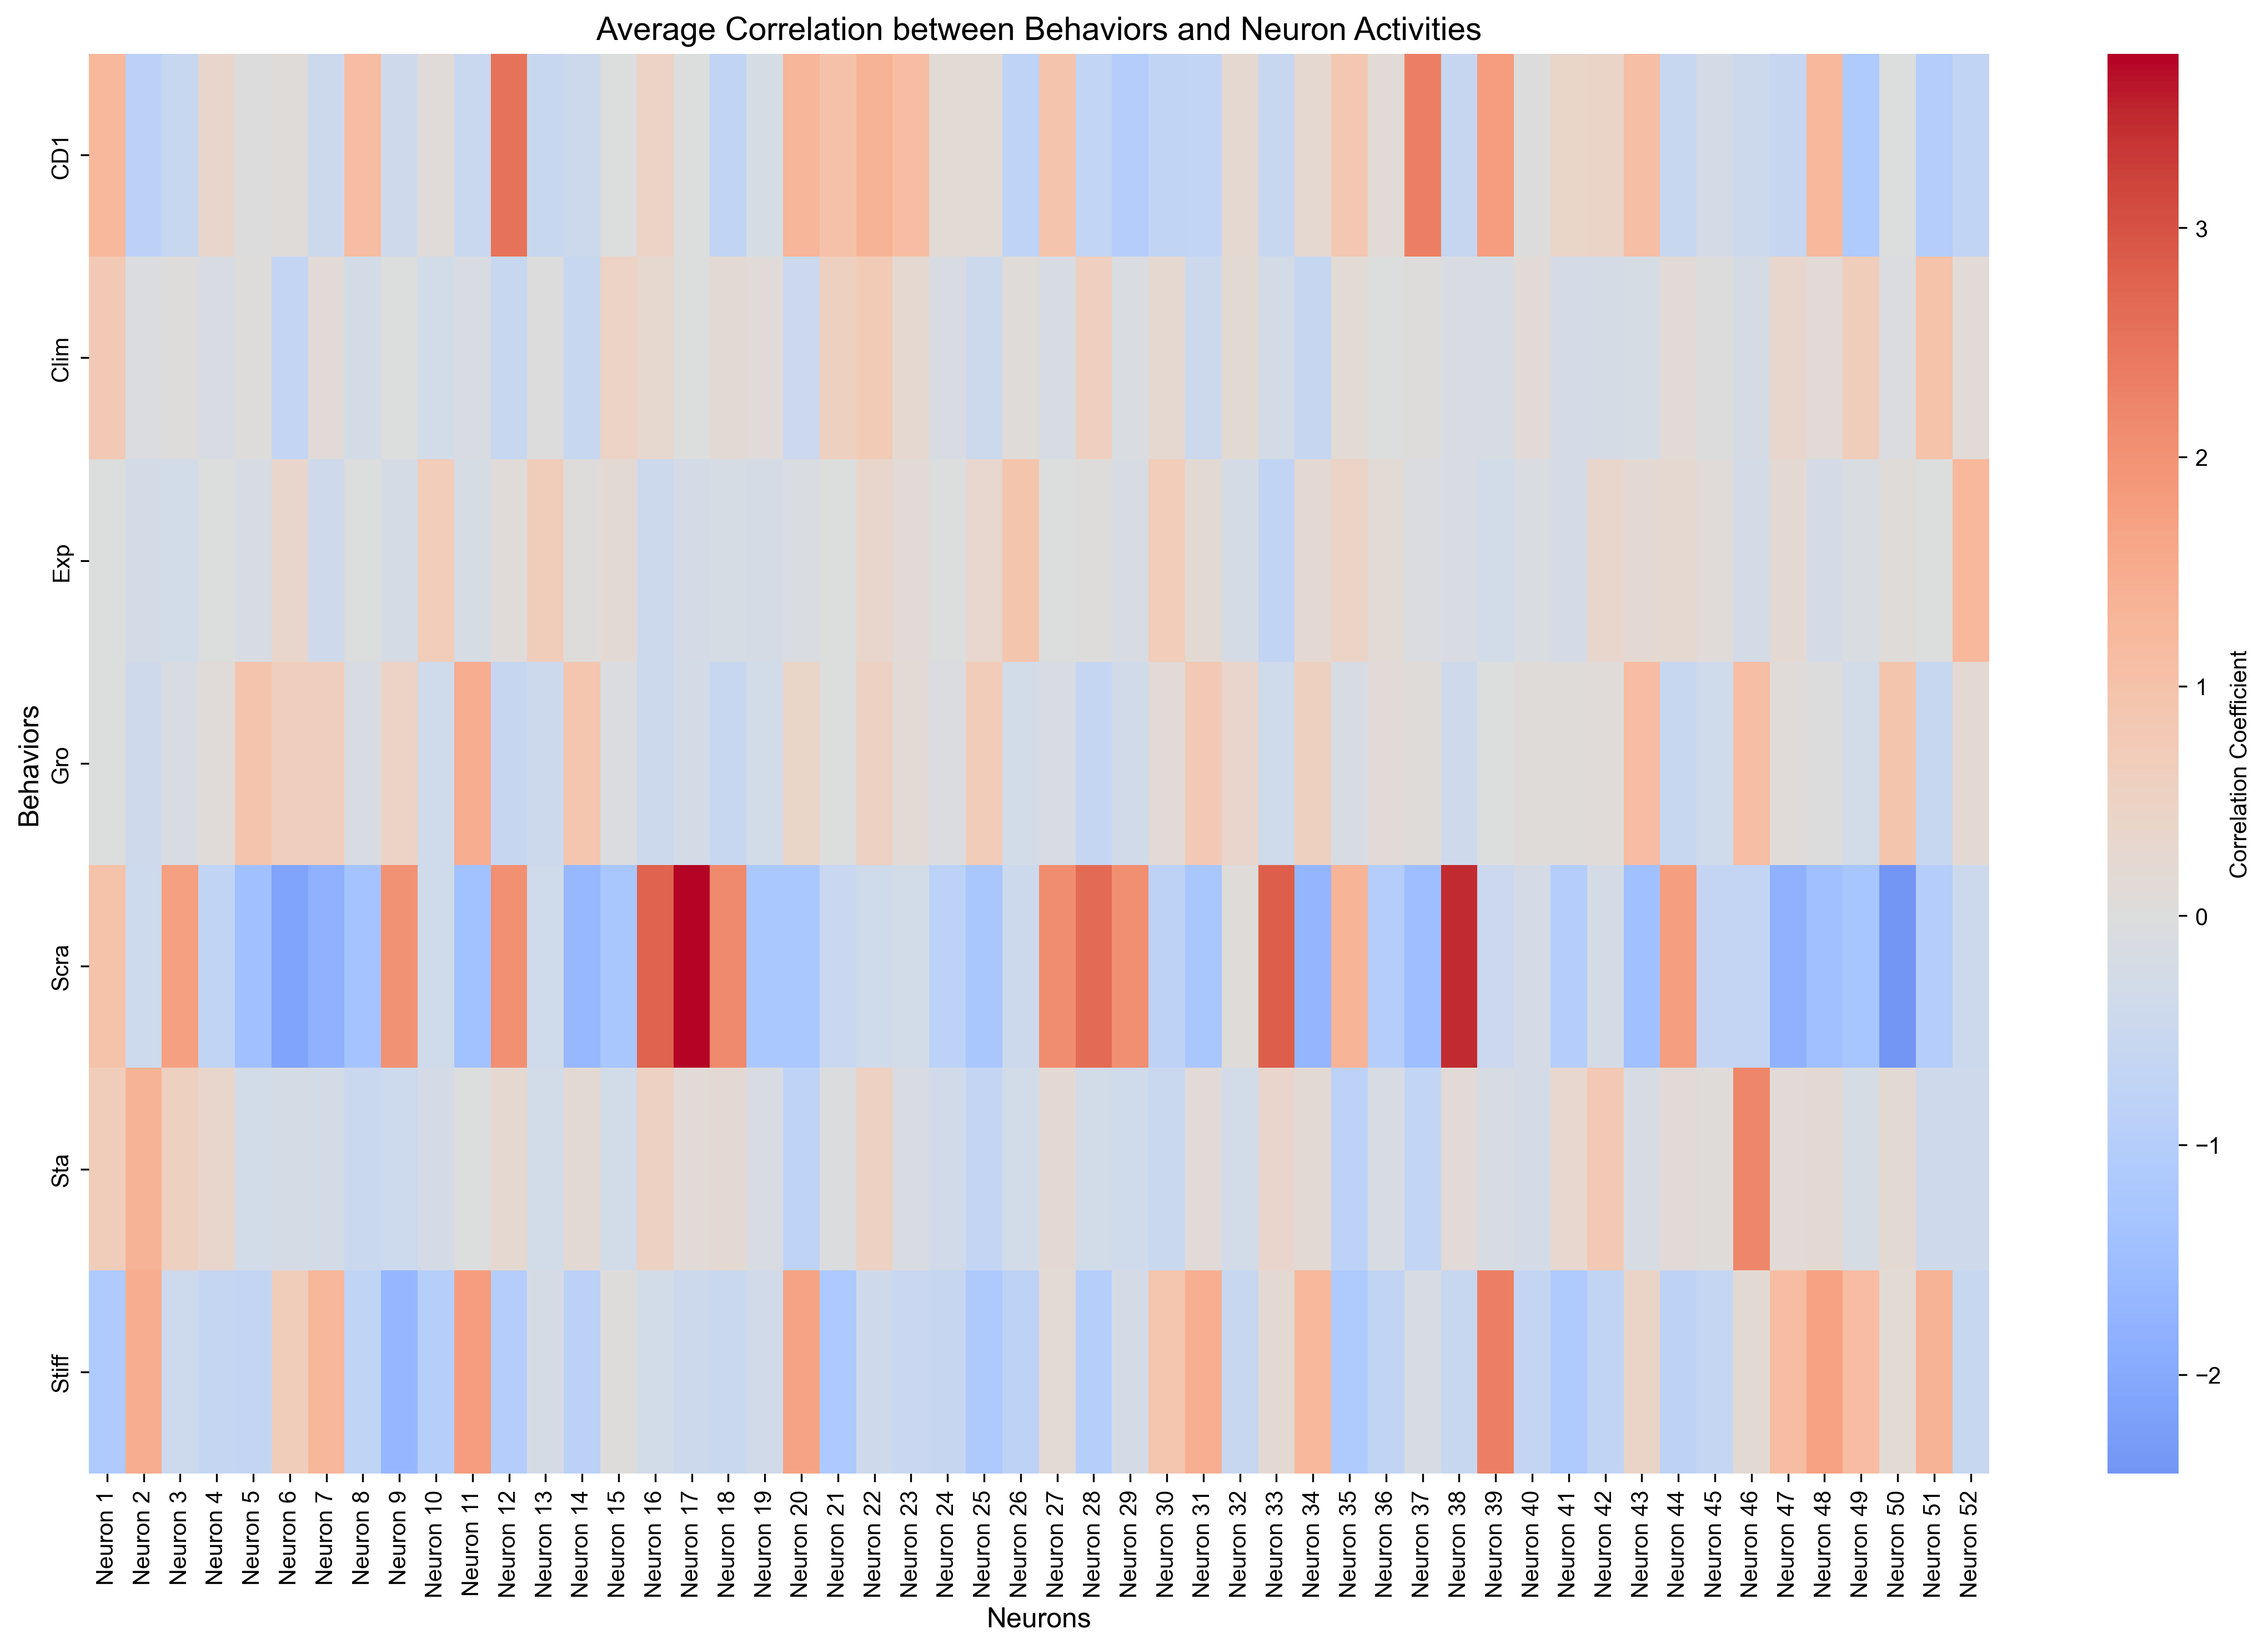 Average Correlation between Behaviors and Neuron Activities
Behaviors
CD1
Clim
Exp
Gro
Scra
Sta
Stiff
Neuron 1
Neuron 2
Neuron 3
Neuron 4
Neuron 5
Neuron 6
Neuron 7
Neuron 8
Neuron 9
Neuron 10
Neuron 11
Neuron 12
Neuron 13
Neuron 14
Neuron 15
Neuron 16
Neuron 17
Neuron 18
Neuron 19
Neuron 20
Neuron 21
Neuron 22
Neuron 23
Neuron 24
Neuron 25
Neuron 26
Neuron 27
Neuron 28
Neuron 29
Neuron 30
Neuron 31
Neuron 32
Neuron 33
Neuron 34
Neuron 35
Neuron 36
Neuron 37
Neuron 38
Neuron 39
Neuron 40
Neuron 41
Neuron 42
Neuron 43
Neuron 44
Neuron 45
Neuron 46
Neuron 47
Neuron 48
Neuron 49
Neuron 50
Neuron 51
Neuron 52
Neurons
3
2
1
0
−1
−2
Correlation Coefficient